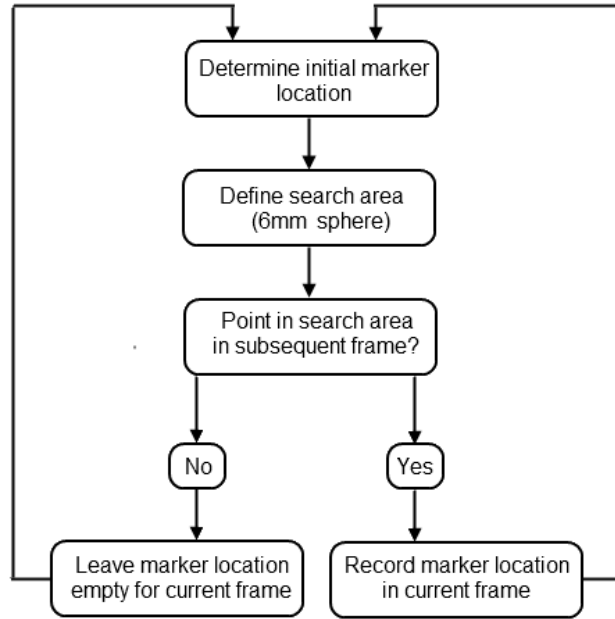 Determine initial marker
location
Define search area
(6mm sphere)
Point in search area
in subsequent frame?
No
Yes
Leave marker location
empty for current frame
Record marker location
in current frame